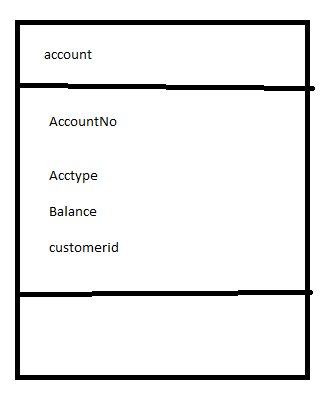 account
AccountNo
Acctype
Balance
customerid